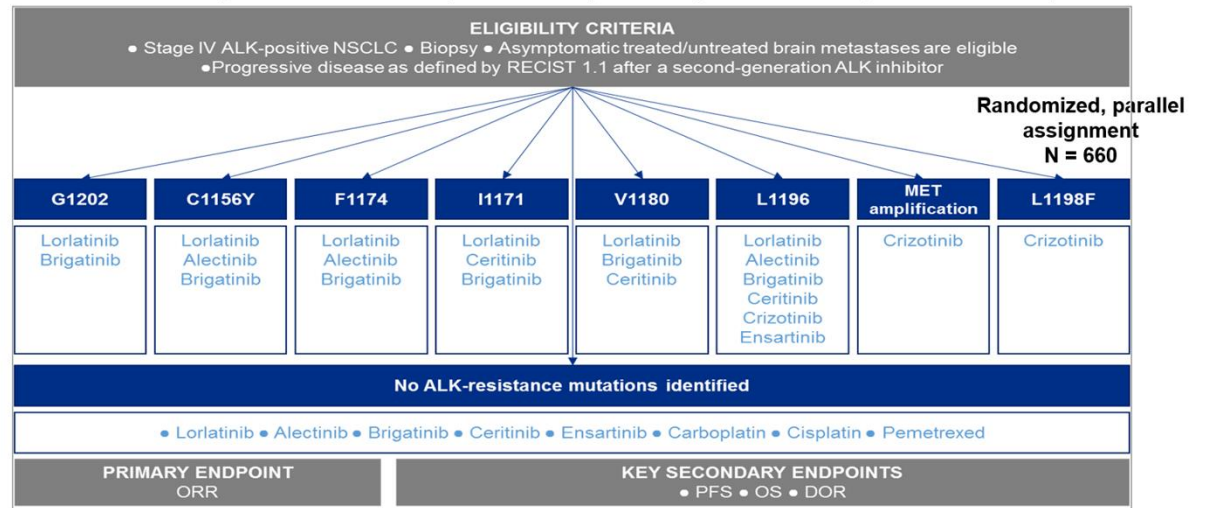 ELIGIBILITY CRITERIA
● Stage IV ALK-positive NSCLC ● Biopsy ● Asymptomatic treated/untreated brain metastases are eligible
●Progressive disease as defined by RECIST 1.1 after a second-generation ALK inhibitor
Randomized, parallel
assignment
N = 660
G1202
Lorlatinib
Brigatinib
C1156Y
Lorlatinib
Alectinib
Brigatinib
F1174
Lorlatinib
Alectinib
Brigatinib
I1171
Lorlatinib
Ceritinib
Brigatinib
V1180
Lorlatinib
Brigatinib
Ceritinib
L1196
Lorlatinib
Alectinib
Brigatinib
Ceritinib
Crizotinib
Ensartinib
MET
amplification
Crizotinib
L1198F
Crizotinib
No ALK-resistance mutations identified
● Lorlatinib ● Alectinib ● Brigatinib ● Ceritinib ● Ensartinib ● Carboplatin ● Cisplatin ● Pemetrexed
PRIMARY ENDPOINT
ORR
KEY SECONDARY ENDPOINTS
● PFS ● OS ● DOR